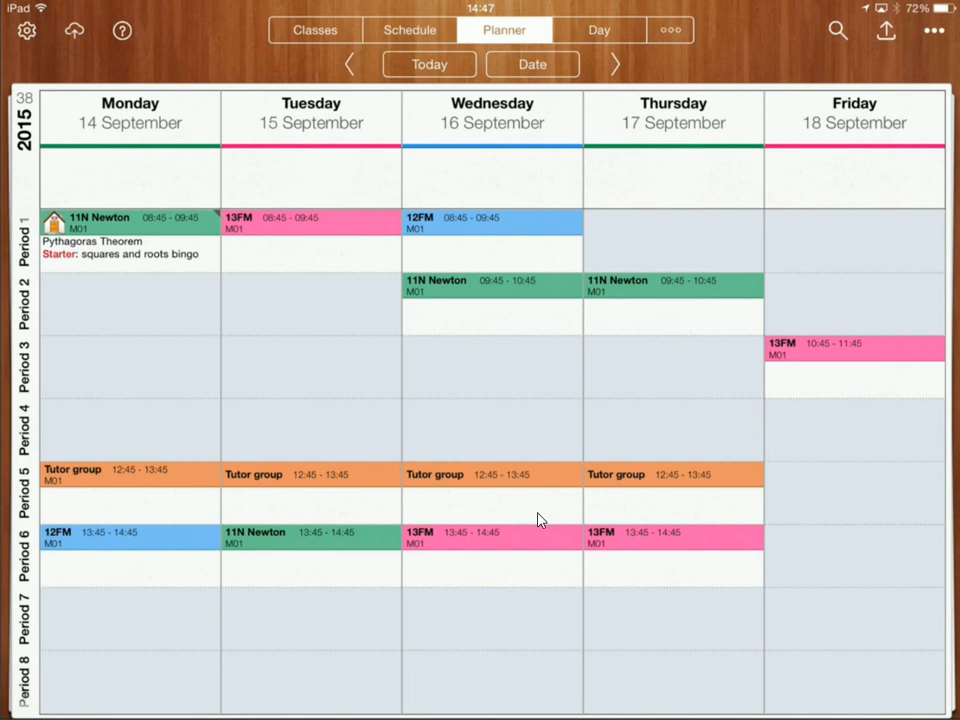 iPad 14:47 72%
Classes Schedule Planner Day
Today Date
38
2015
Monday Tuesday Wednesday Thursday Friday
14 September 15 September 16 September 17 September 18 September
Period 1
11N Newton 08:45 - 09:45
M01
Pythagoras Theorem
Starter: squares and roots bingo
13FM 08:45 - 09:45
M01
12FM 08:45 - 09:45
M01
Period 2
11N Newton 09:45 - 10:45
M01
11N Newton 09:45 - 10:45
M01
Period 3
13FM 10:45 - 11:45
M01
Period 4
Period 5
Tutor group 12:45 - 13:45
M01
Tutor group 12:45 - 13:45
Tutor group 12:45 - 13:45
Tutor group 12:45 - 13:45
Period 6
12FM 13:45 - 14:45
M01
11N Newton 13:45 - 14:45
M01
13FM 13:45 - 14:45
M01
13FM 13:45 - 14:45
M01
Period 7
Period 8